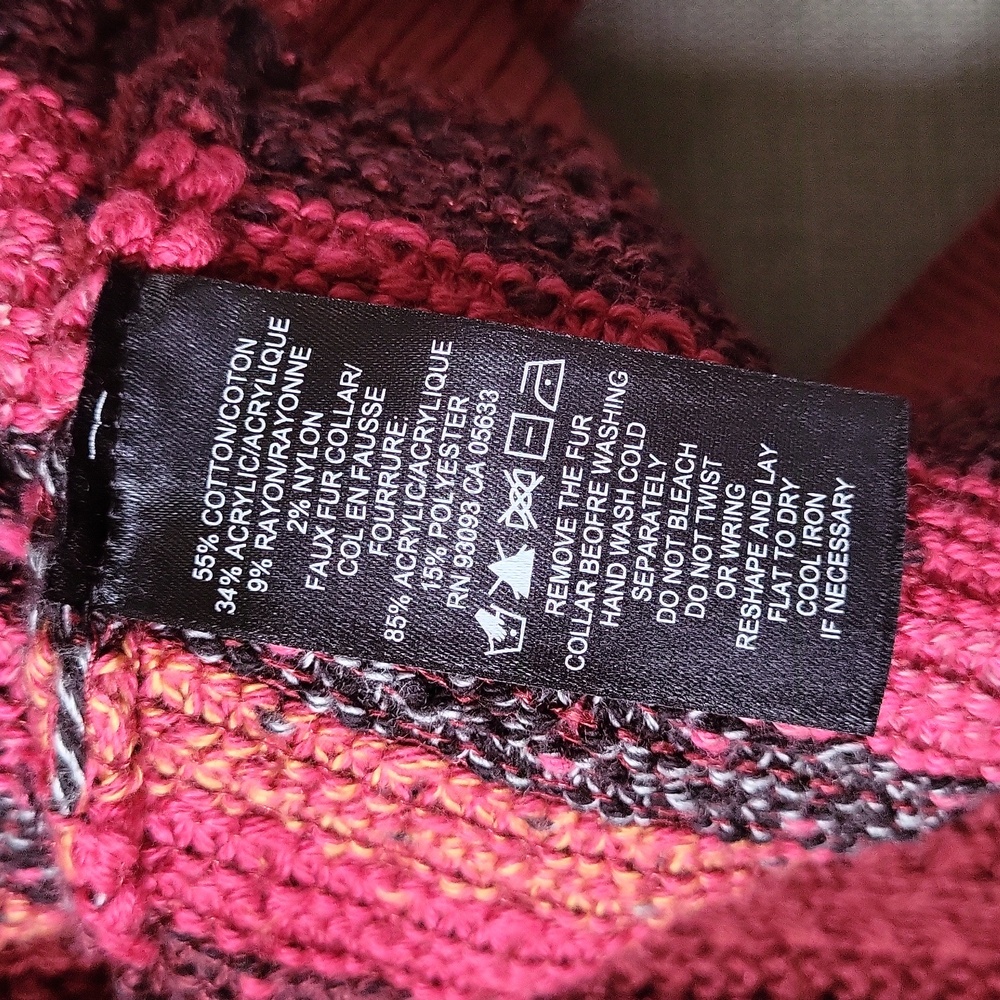 55% COTTON/COTON
34% ACRYLIC/ACRYLIQUE
9% RAYON/RAYONNE
2% NYLON
FAUX FUR COLLAR/
COL EN FAUSSE
FOURRURE:
85% ACRYLIC/ACRYLIQUE
15% POLYESTER
RN 93093 CA 05633
REMOVE THE FUR
COLLAR BEOFRE WASHING
HAND WASH COLD
SEPARATELY
DO NOT BLEACH
DO NOT TWIST
OR WRING
RESHAPE AND LAY
FLAT TO DRY
COOL IRON
IF NECESSARY